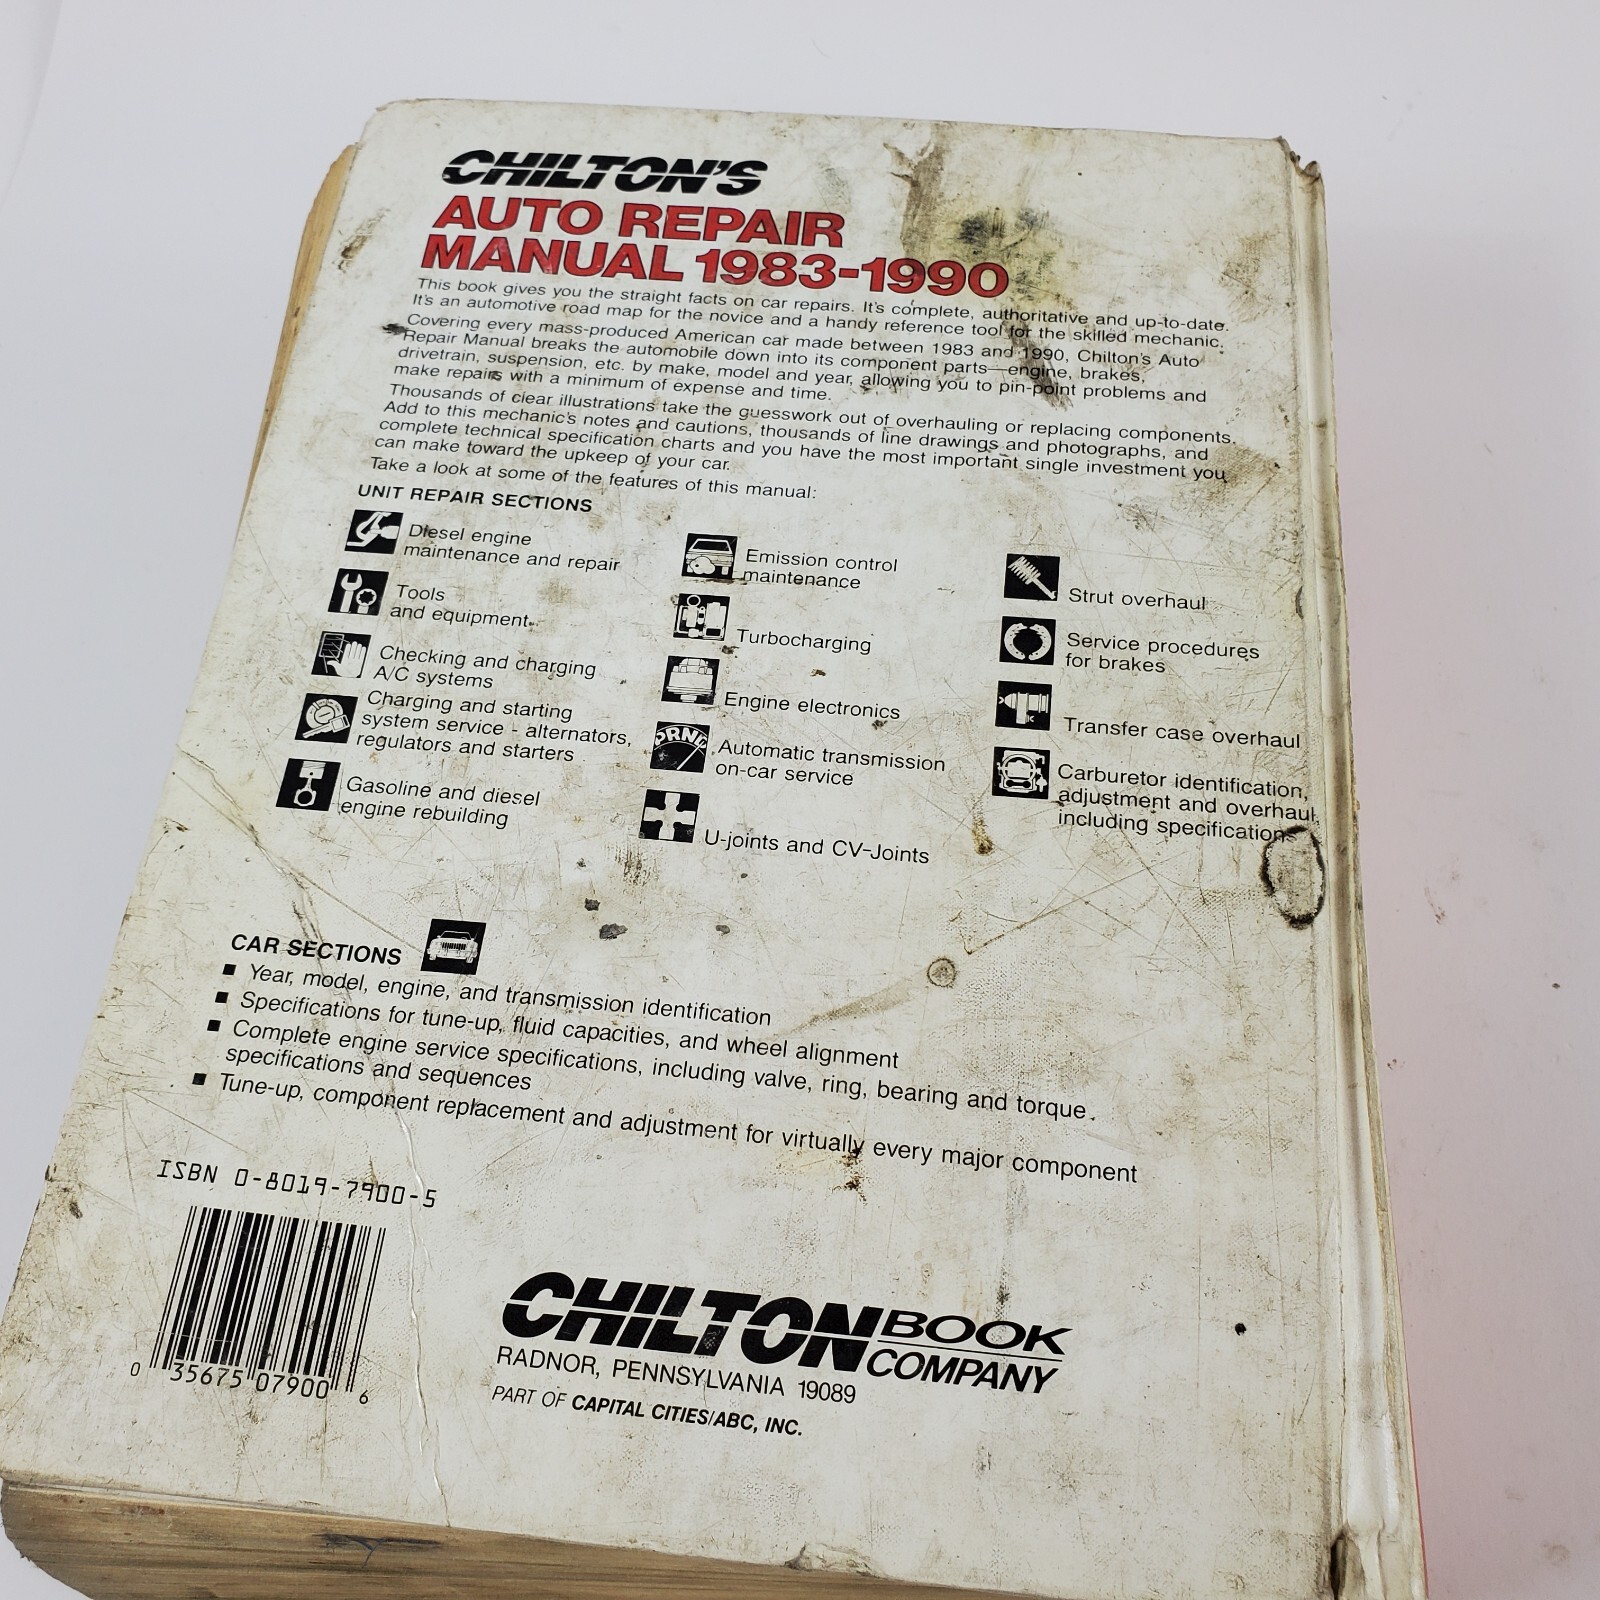 CHILTON'S
AUTO REPAIR
MANUAL 1983-1990
This book gives you the straight facts on car repairs. It's complete, authoritative and up-to-date.
It's an automotive road map for the novice and a handy reference tool for the skilled mechanic.
Covering every mass-produced American car made between 1983 and 1990, Chilton's Auto
Repair Manual breaks the automobile down into its component parts—engine, brakes,
drivetrain, suspension, etc. by make, model and year, allowing you to pin-point problems and
make repairs with a minimum of expense and time.
Thousands of clear illustrations take the guesswork out of overhauling or replacing components.
Add to this mechanic's notes and cautions, thousands of line drawings and photographs, and
complete technical specification charts and you have the most important single investment you
can make toward the upkeep of your car.
Take a look at some of the features of this manual:
UNIT REPAIR SECTIONS
Diesel engine
maintenance and repair
Tools
and equipment
Checking and charging
A/C systems
Charging and starting
system service - alternators,
regulators and starters
Gasoline and diesel
engine rebuilding
Emission control
maintenance
Turbocharging
Engine electronics
PRND
Automatic transmission
on-car service
U-joints and CV-Joints
Strut overhaul
Service procedures
for brakes
Transfer case overhaul
Carburetor identification,
adjustment and overhaul,
including specifications
CAR SECTIONS
■ Year, model, engine, and transmission identification
■ Specifications for tune-up, fluid capacities, and wheel alignment
■ Complete engine service specifications, including valve, ring, bearing and torque
specifications and sequences
■ Tune-up, component replacement and adjustment for virtually every major component
ISBN 0-8019-7900-5
0 35675 07900 6
CHILTON BOOK COMPANY
RADNOR, PENNSYLVANIA 19089
PART OF CAPITAL CITIES/ABC, INC.